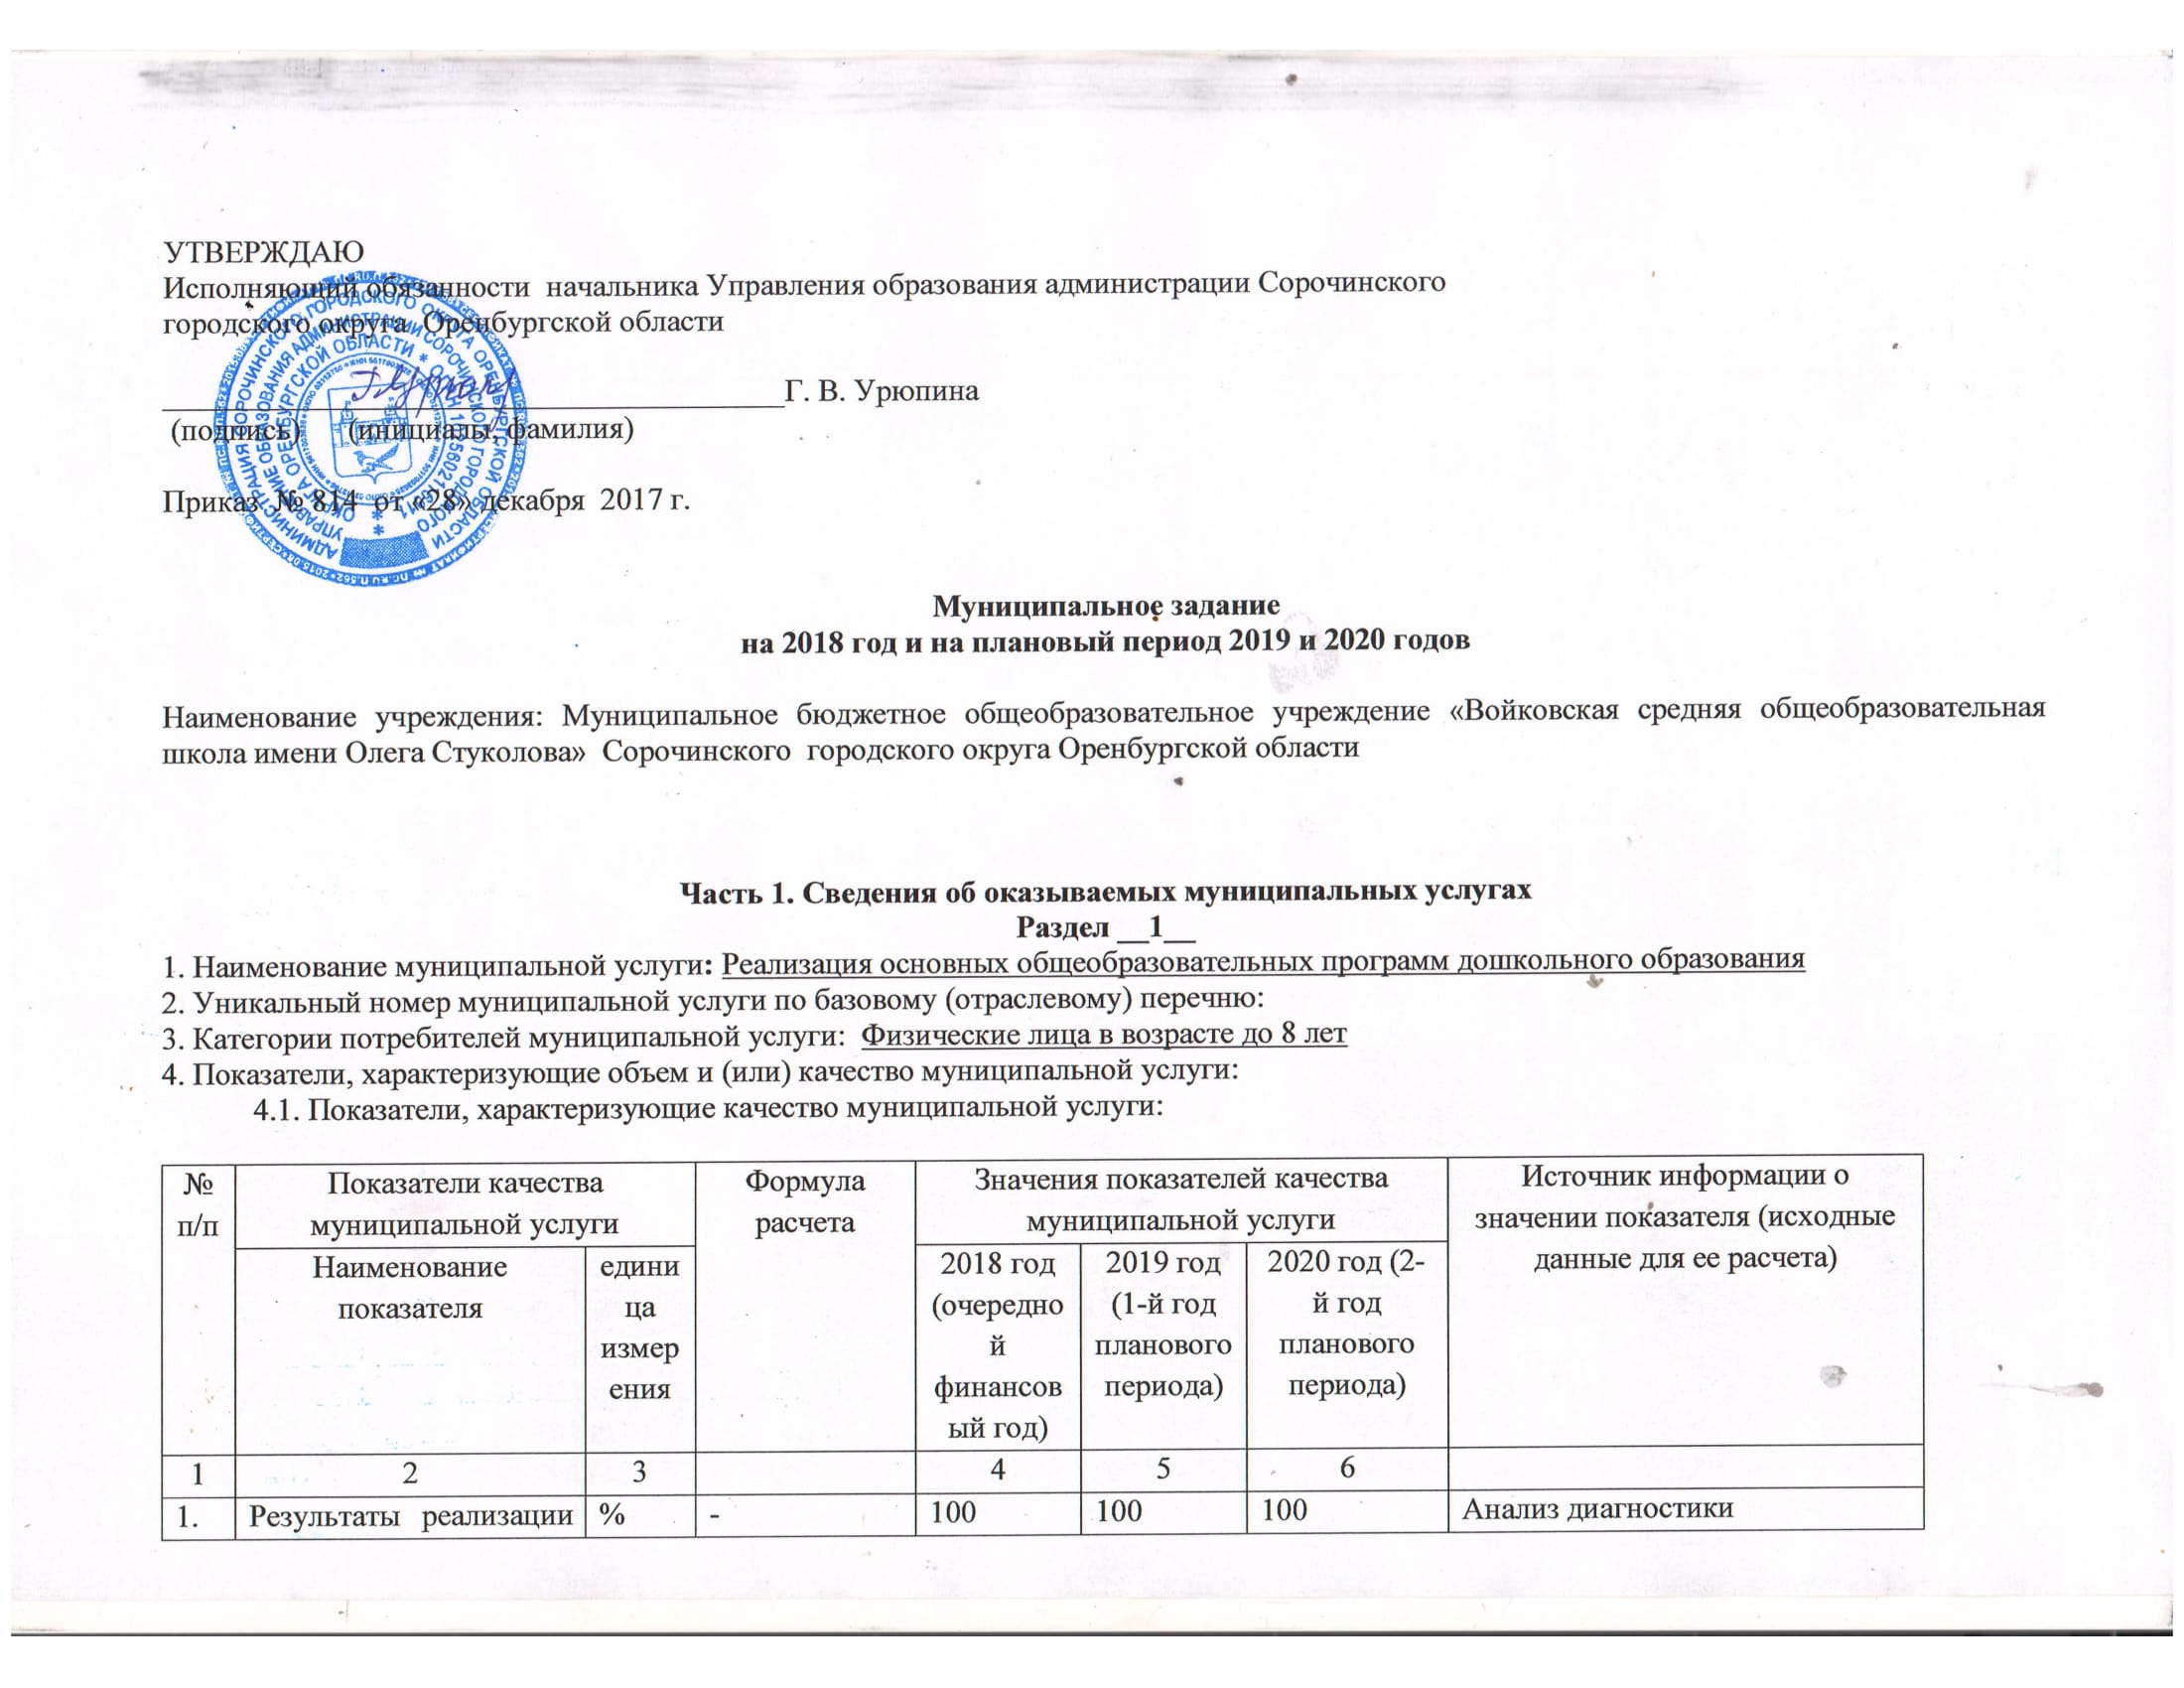 УТВЕРЖДАЮ
Исполняющий обязанности начальника Управления образования администрации Сорочинского
городского округа Оренбургской области
Г. В. Урюпина
(подпись) (инициалы, фамилия)
Приказ № 814 от «28» декабря 2017 г.
Муниципальное задание
на 2018 год и на плановый период 2019 и 2020 годов
Наименование учреждения: Муниципальное бюджетное общеобразовательное учреждение «Войковская средняя общеобразовательная
школа имени Олега Стуколова» Сорочинского городского округа Оренбургской области
Часть 1. Сведения об оказываемых муниципальных услугах
Раздел __1__
1. Наименование муниципальной услуги: Реализация основных общеобразовательных программ дошкольного образования
2. Уникальный номер муниципальной услуги по базовому (отраслевому) перечню:
3. Категории потребителей муниципальной услуги: Физические лица в возрасте до 8 лет
4. Показатели, характеризующие объем и (или) качество муниципальной услуги:
4.1. Показатели, характеризующие качество муниципальной услуги:
№
п/п
Показатели качества
муниципальной услуги
Формула
расчета
Значения показателей качества
муниципальной услуги
Источник информации о
значении показателя (исходные
данные для ее расчета)
Наименование
показателя
едини
ца
измер
ения
2018 год
(очередно
й
финансов
ый год)
2019 год
(1-й год
планового
периода)
2020 год (2-
й год
планового
периода)
1 2 3 4 5 6
1. Результаты реализации % - 100 100 100 Анализ диагностики